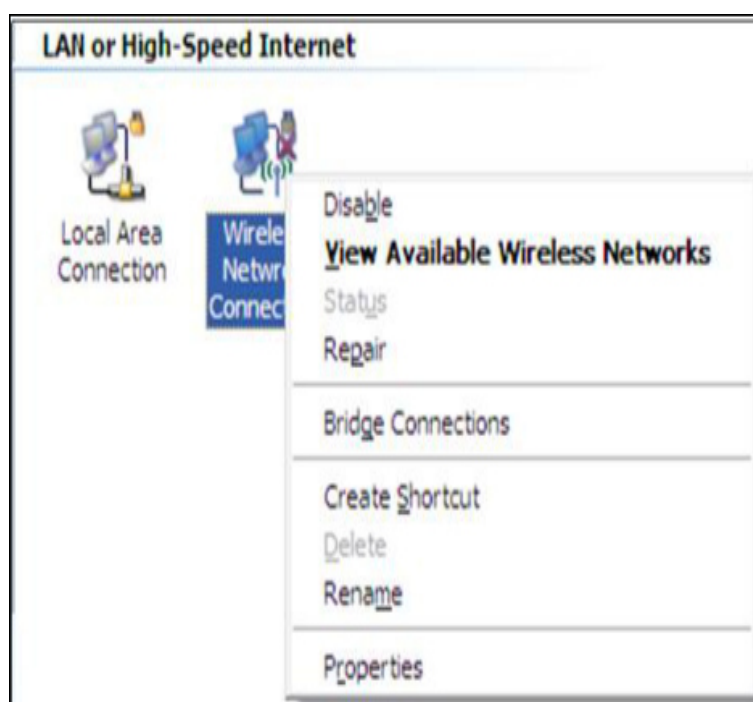 LAN or High-Speed Internet
Local Area
Connection
Disable
View Available Wireless Networks
Status
Repair
Bridge Connections
Create Shortcut
Delete
Rename
Properties